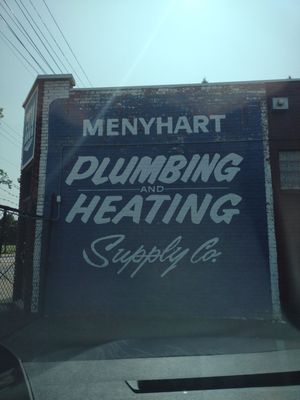 MENYHART
PLUMBING
AND
HEATING
Supply Co.